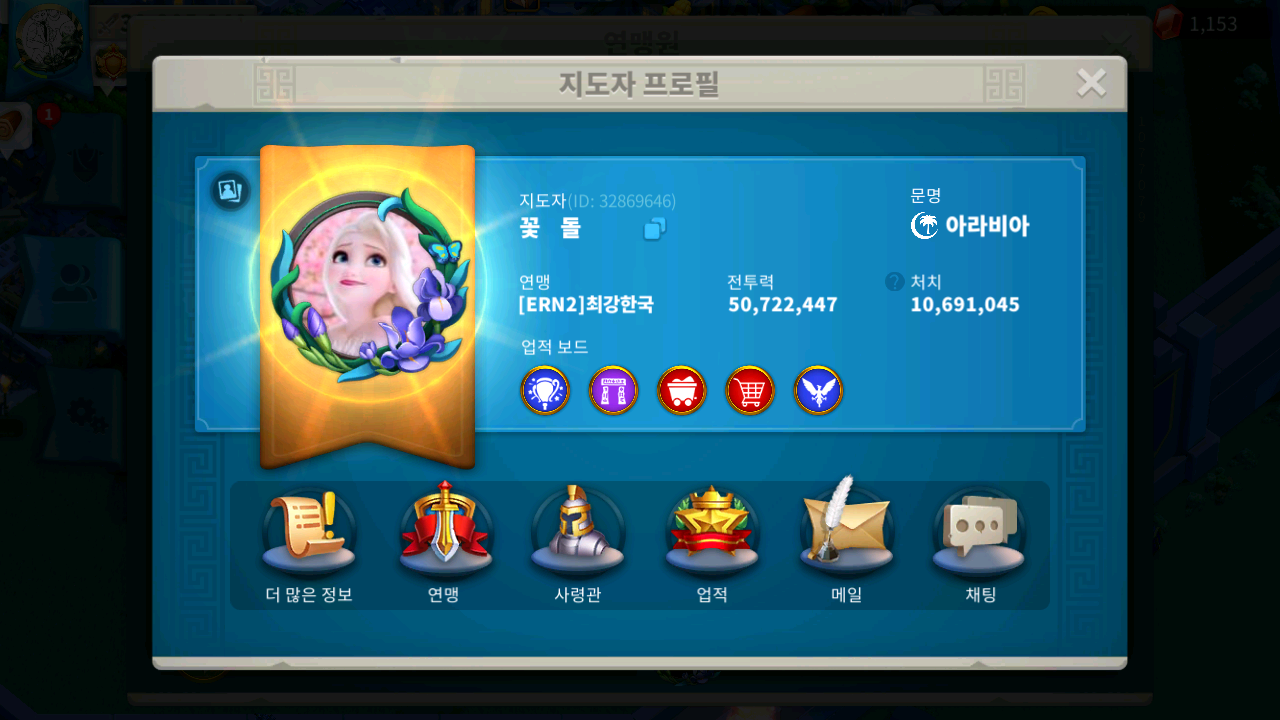 연맹원
1,153
지도자 프로필
1
지도자(ID: 32869646)
꽃 돌
문명
아라비아
연맹
[ERN2]최강한국
전투력
50,722,447
? 처치
10,691,045
업적 보드
더 많은 정보
연맹
사령관
업적
메일
채팅